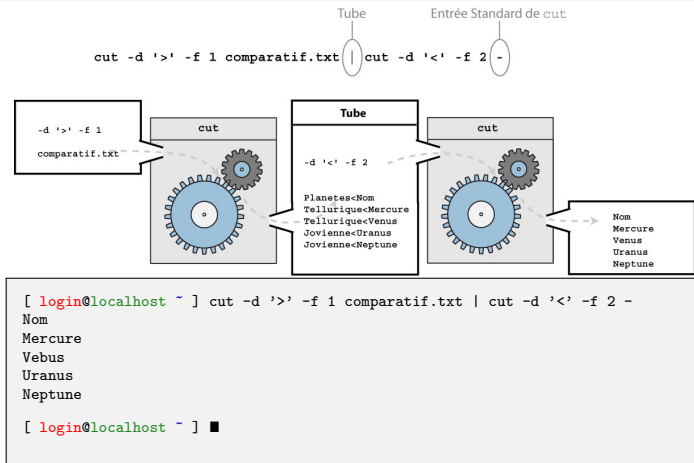 Tube Entrée Standard de cut
cut -d '>' -f 1 comparatif.txt | cut -d '<' -f 2 -
-d '>' -f 1
comparatif.txt
cut
Tube
-d '<' -f 2
Planetes<Nom
Tellurique<Mercure
Tellurique<Venus
Jovienne<Uranus
Jovienne<Neptune
cut
Nom
Mercure
Venus
Uranus
Neptune
[ login@localhost ~ ] cut -d ’>’ -f 1 comparatif.txt | cut -d ’<’ -f 2 -
Nom
Mercure
Vebus
Uranus
Neptune
[ login@localhost ~ ] ■